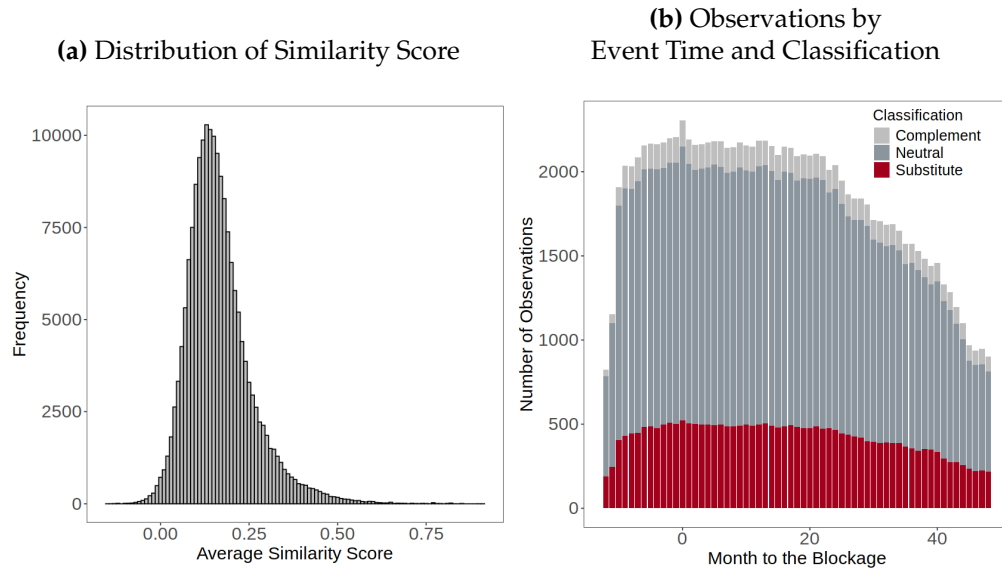 (a) Distribution of Similarity Score
(b) Observations by
Event Time and Classification
10000
7500
5000
2500
0
Frequency
0.00 0.25 0.50 0.75
Average Similarity Score
Classification
Complement
Neutral
Substitute
2000
1500
1000
500
0
Number of Observations
0 20 40
Month to the Blockage